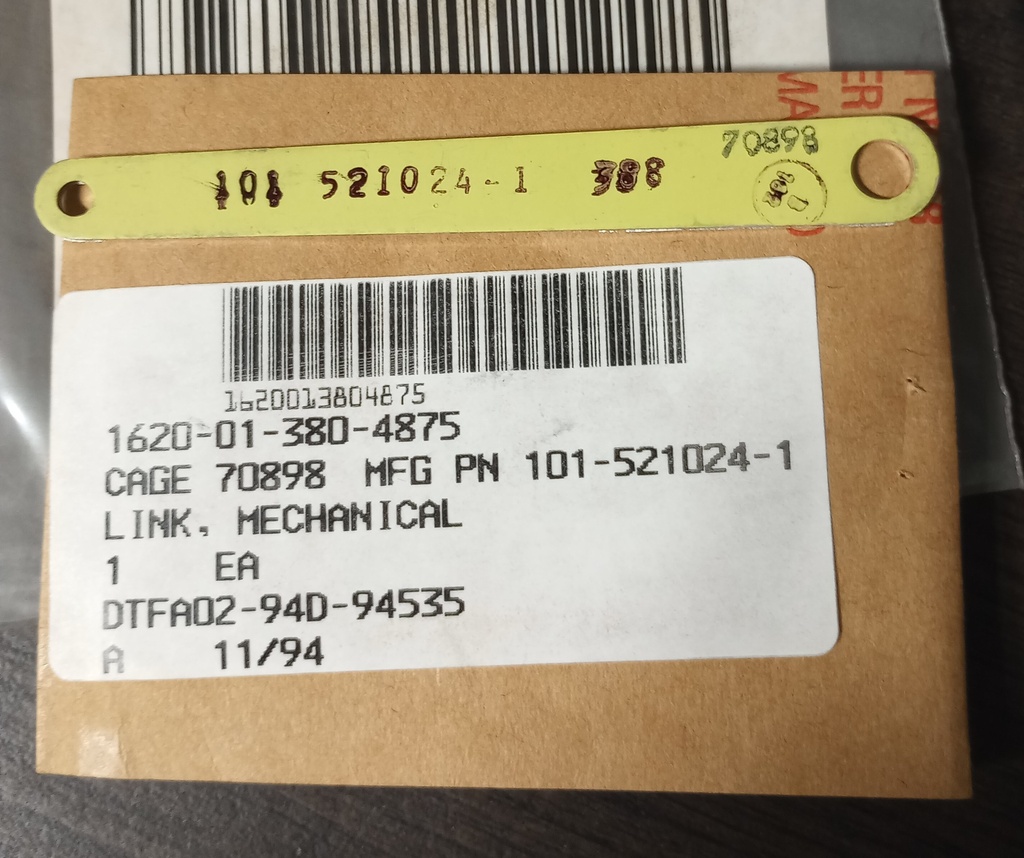 70898
101 521024-1 388
1620013804875
1620-01-380-4875
CAGE 70898 MFG PN 101-521024-1
LINK, MECHANICAL
1 EA
DTFA02-94D-94535
A 11/94